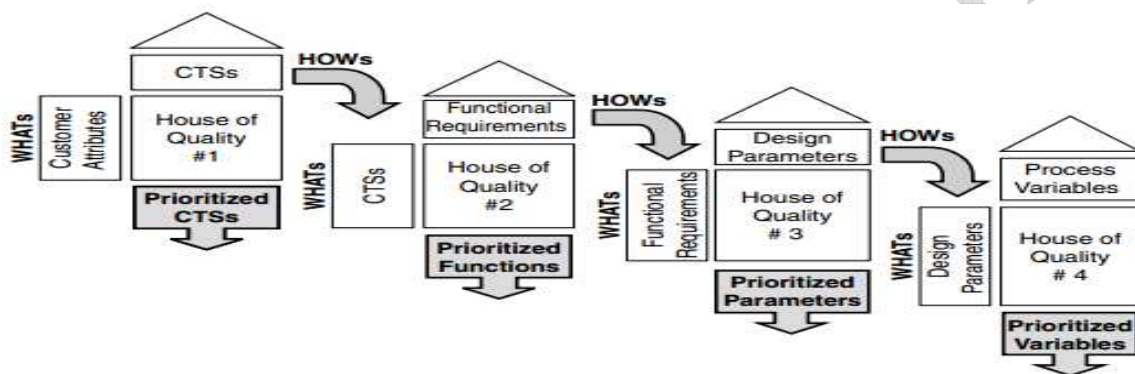 CTSs
HOWs
WHATs
Customer
Attributes
House of
Quality
#1
Prioritized
CTSs
Functional
Requirements
HOWs
WHATs
CTSs
House of
Quality
#2
Prioritized
Functions
Design
Parameters
HOWs
WHATs
Functional
Requirements
House of
Quality
# 3
Prioritized
Parameters
Process
Variables
WHATs
Design
Parameters
House of
Quality
# 4
Prioritized
Variables